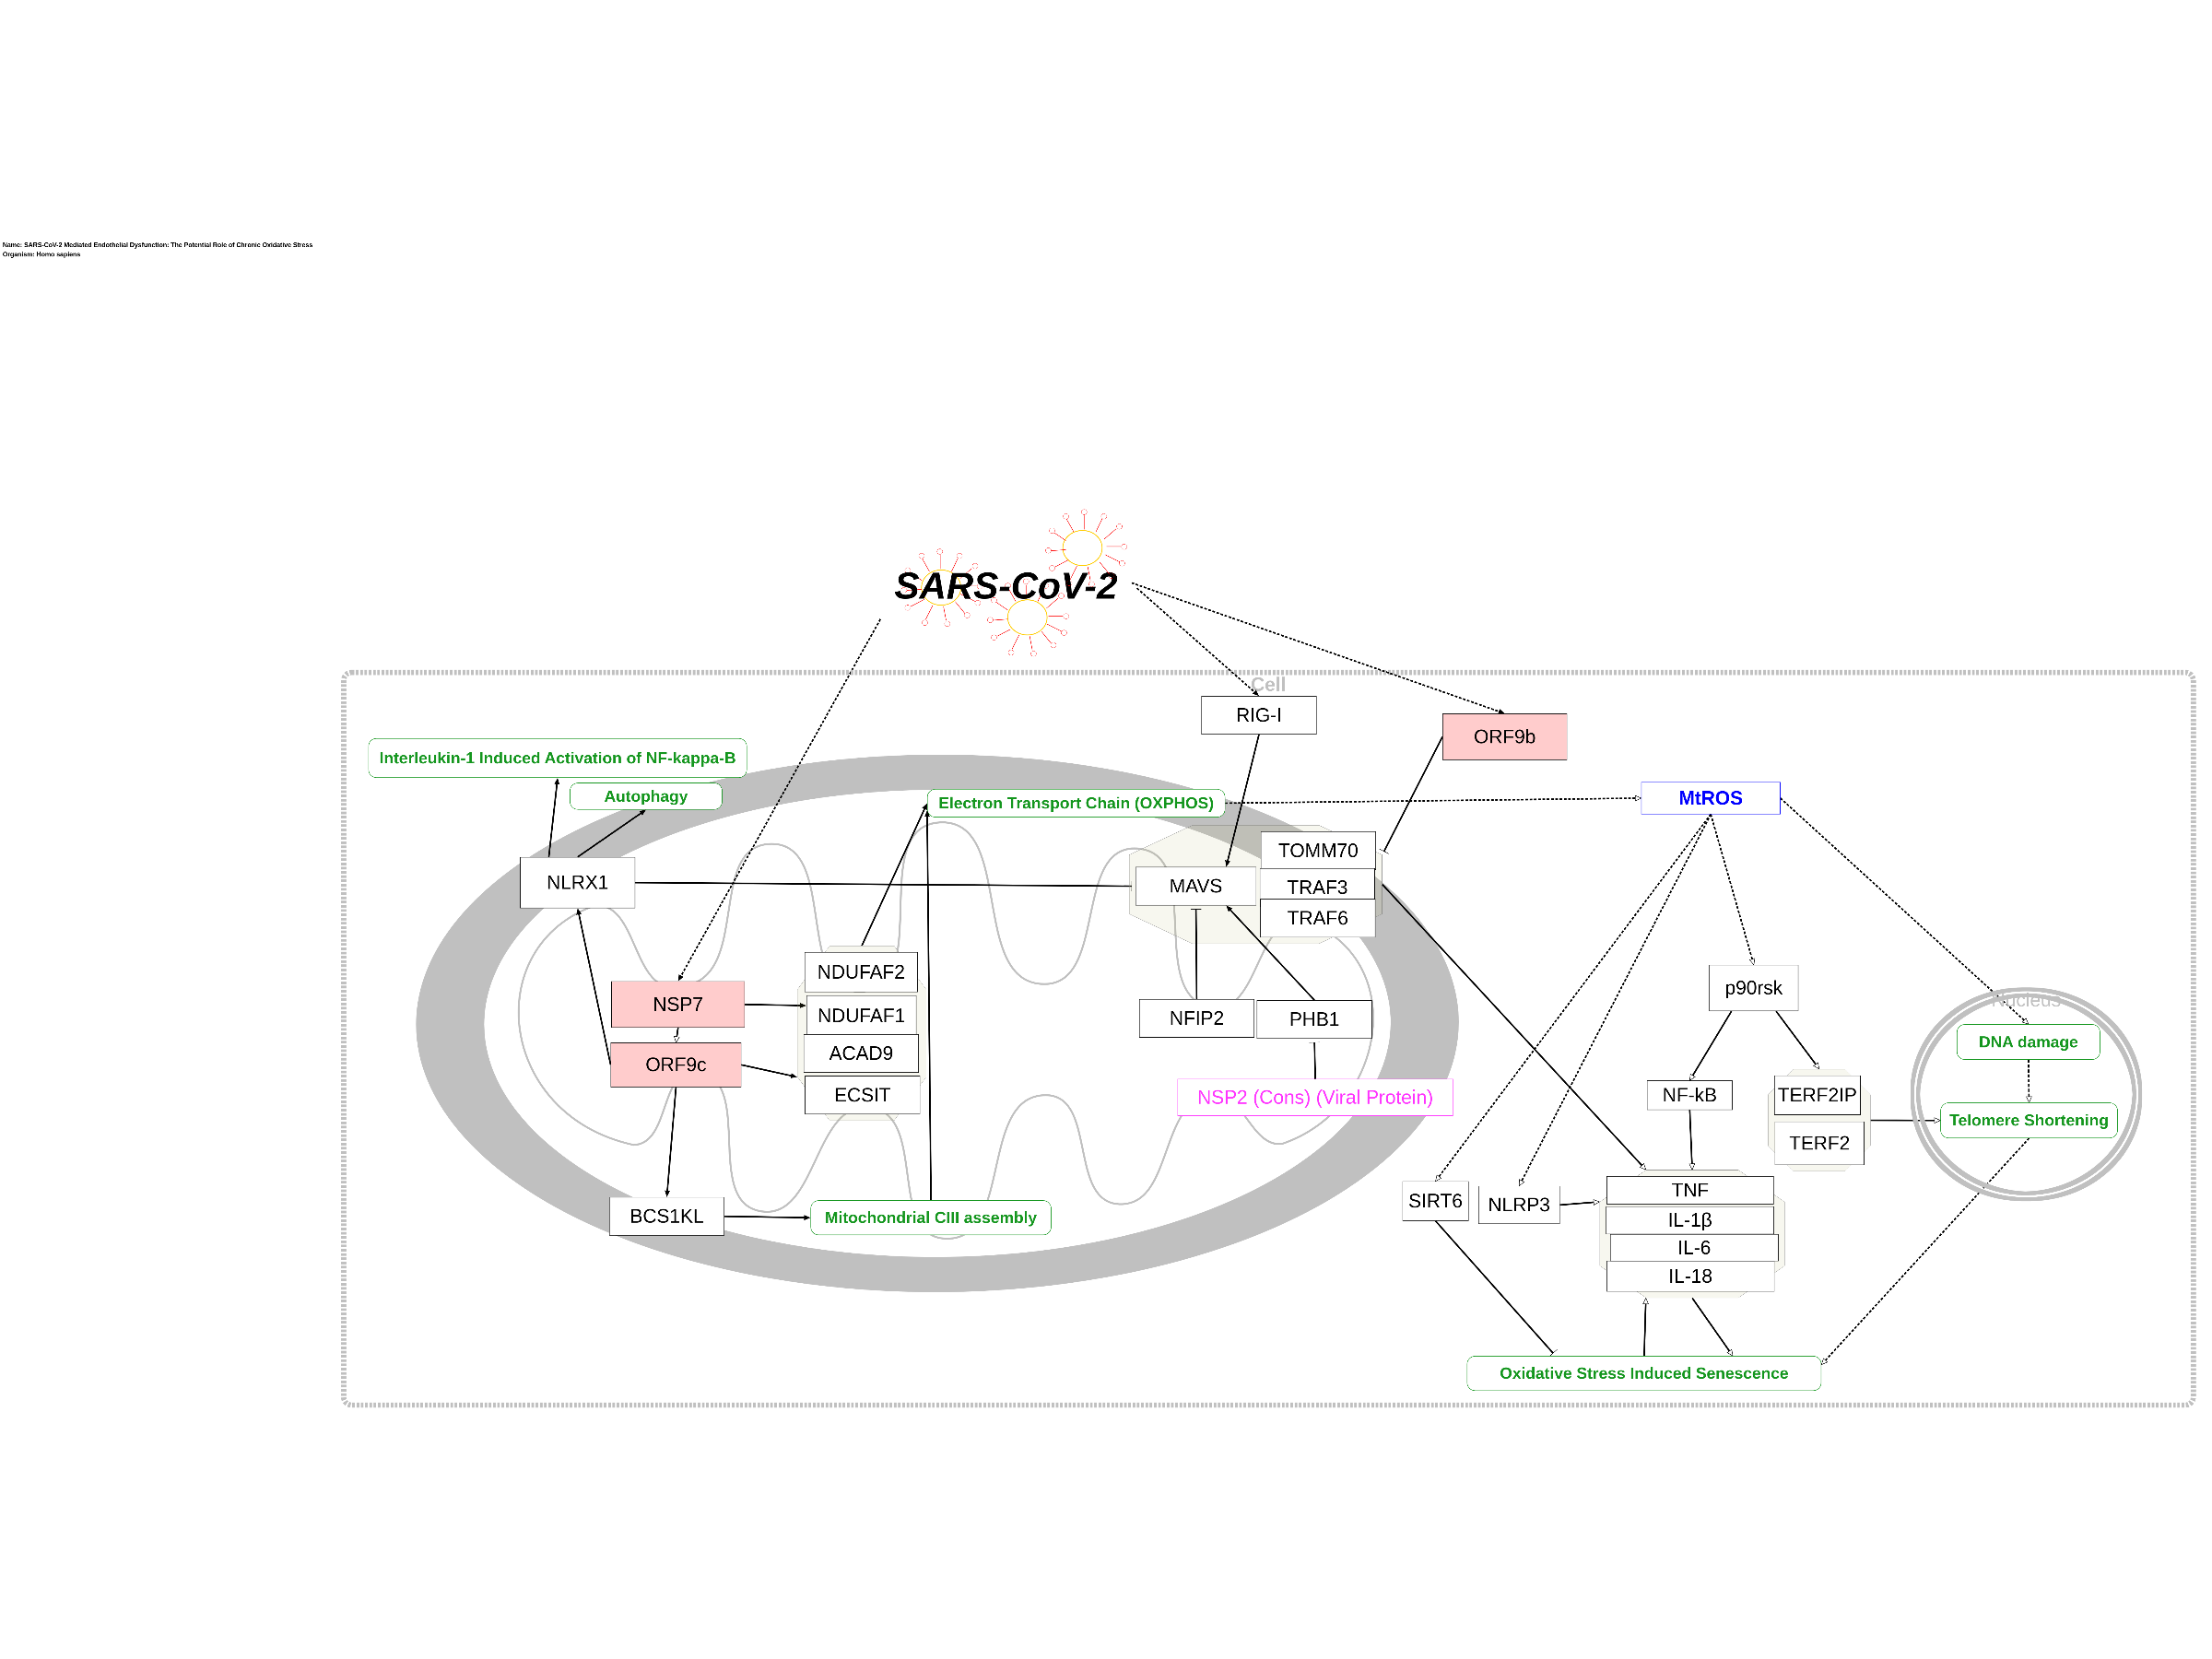 Name: SARS-CoV-2 Mediated Endothelial Dysfunction: The Potential Role of Chronic Oxidative Stress
Organism: Homo sapiens
SARS-CoV-2
Cell
RIG-I
ORF9b
Interleukin-1 Induced Activation of NF-kappa-B
Autophagy
Electron Transport Chain (OXPHOS)
MtROS
TOMM70
NLRX1
MAVS
TRAF3
TRAF6
NDUFAF2
p90rsk
Nucleus
NSP7
NDUFAF1
NFIP2
PHB1
DNA damage
ACAD9
ORF9c
ECSIT
NSP2 (Cons) (Viral Protein)
NF-kB
TERF2IP
Telomere Shortening
TERF2
TNF
SIRT6
NLRP3
BCS1KL
Mitochondrial CIII assembly
IL-1β
IL-6
IL-18
Oxidative Stress Induced Senescence